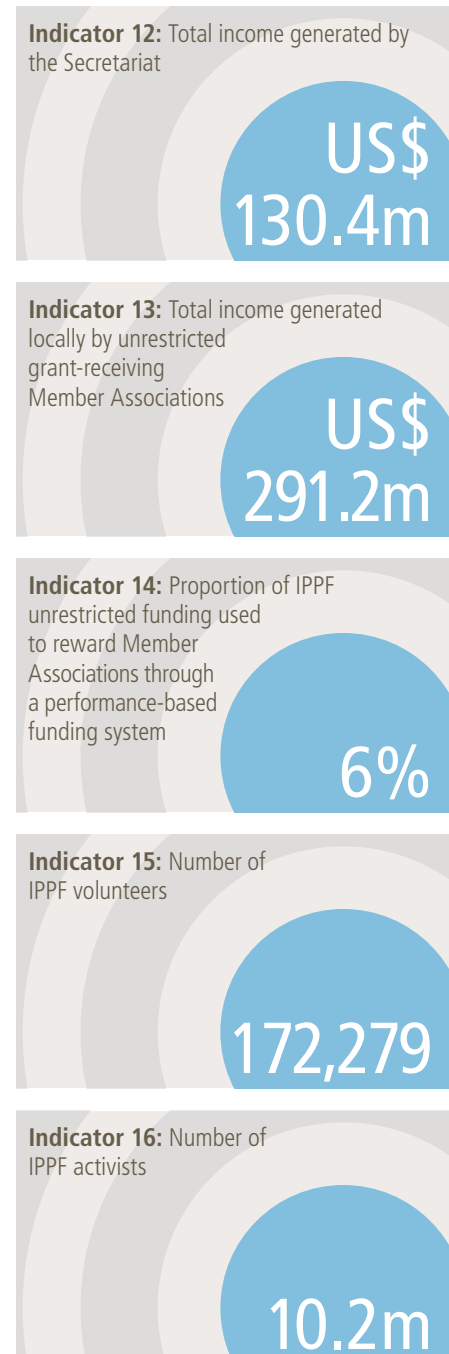 Indicator 12: Total income generated by
the Secretariat
US$
130.4m
Indicator 13: Total income generated
locally by unrestricted
grant-receiving
Member Associations
US$
291.2m
Indicator 14: Proportion of IPPF
unrestricted funding used
to reward Member
Associations through
a performance-based
funding system
6%
Indicator 15: Number of
IPPF volunteers
172,279
Indicator 16: Number of
IPPF activists
10.2m